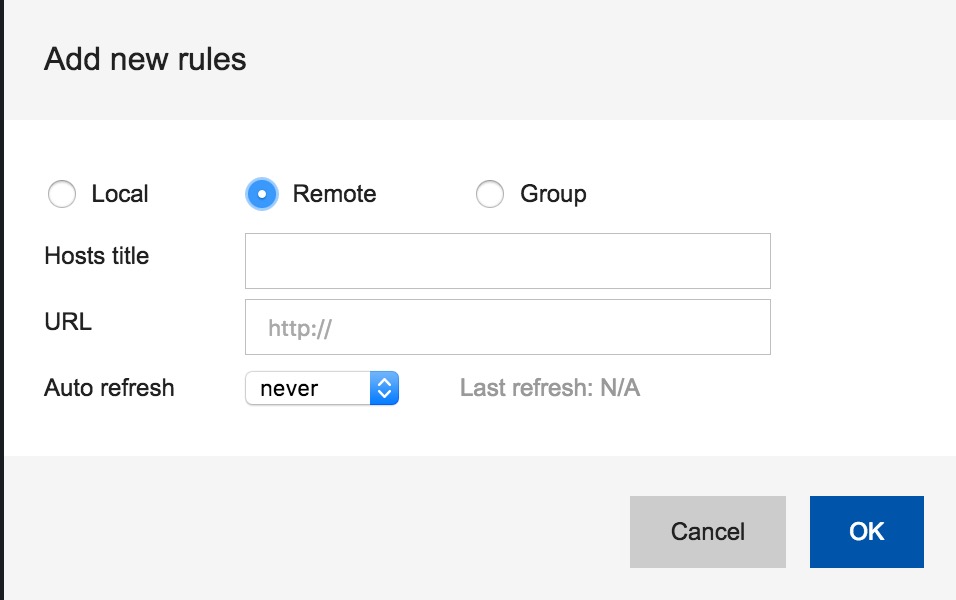 Add new rules
Local Remote Group
Hosts title
URL http://
Auto refresh never Last refresh: N/A
Cancel OK